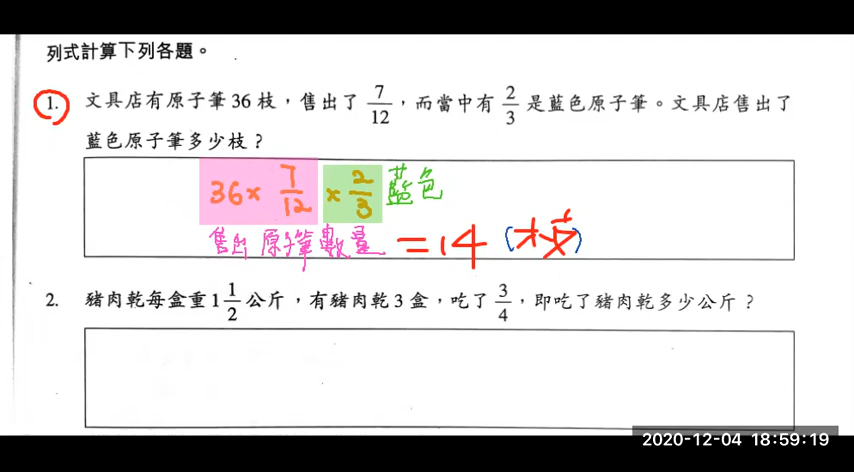 列式計算下列各題。
1. 文具店有原子筆 36 枝，售出了 7/12，而當中有 2/3 是藍色原子筆。文具店售出了
藍色原子筆多少枝？
36 × 7/12 × 2/3 藍色
售出原子筆數量 = 14 (枝)
2. 豬肉乾每盒重 1 1/2 公斤，有豬肉乾 3 盒，吃了 3/4，即吃了豬肉乾多少公斤？
2020-12-04 18:59:19